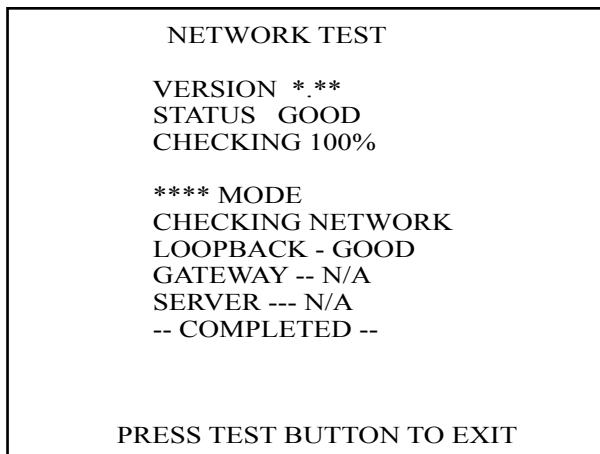 NETWORK TEST
VERSION *.**
STATUS GOOD
CHECKING 100%
**** MODE
CHECKING NETWORK
LOOPBACK - GOOD
GATEWAY -- N/A
SERVER --- N/A
-- COMPLETED --
PRESS TEST BUTTON TO EXIT